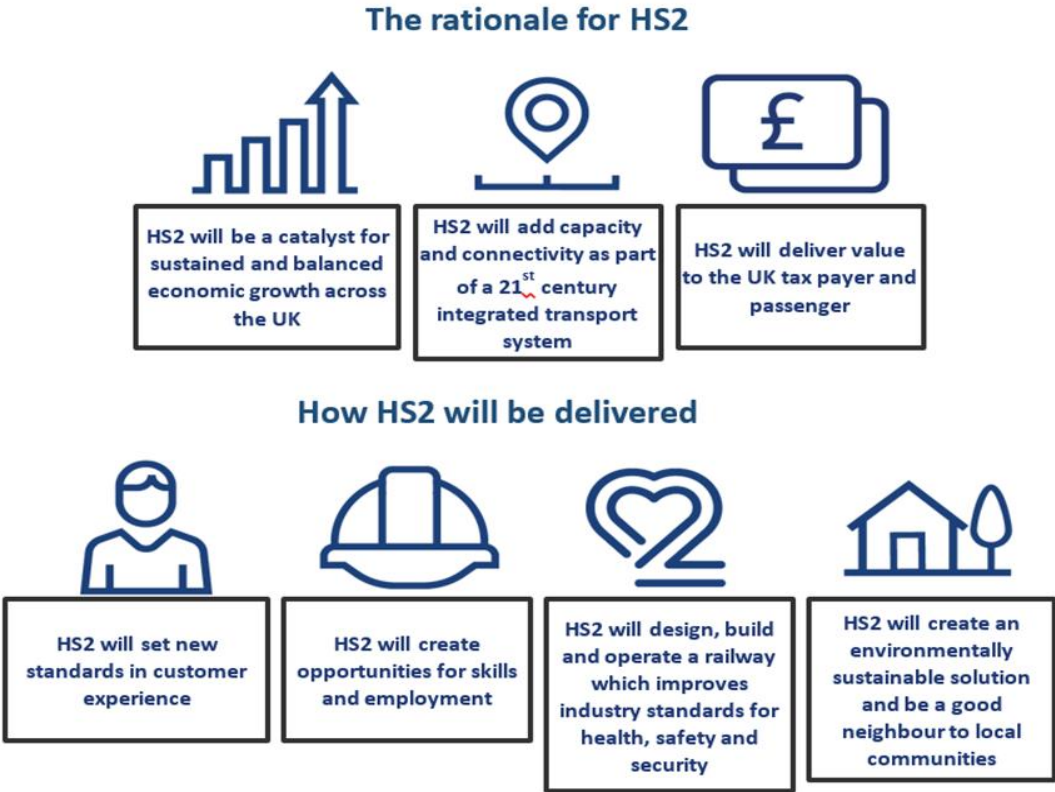 The rationale for HS2
£
HS2 will be a catalyst for
sustained and balanced
economic growth across
the UK
HS2 will add capacity
and connectivity as part
of a 21st century
integrated transport
system
HS2 will deliver value
to the UK tax payer and
passenger
How HS2 will be delivered
HS2 will set new
standards in customer
experience
HS2 will create
opportunities for skills
and employment
HS2 will design, build
and operate a railway
which improves
industry standards for
health, safety and
security
HS2 will create an
environmentally
sustainable solution
and be a good
neighbour to local
communities